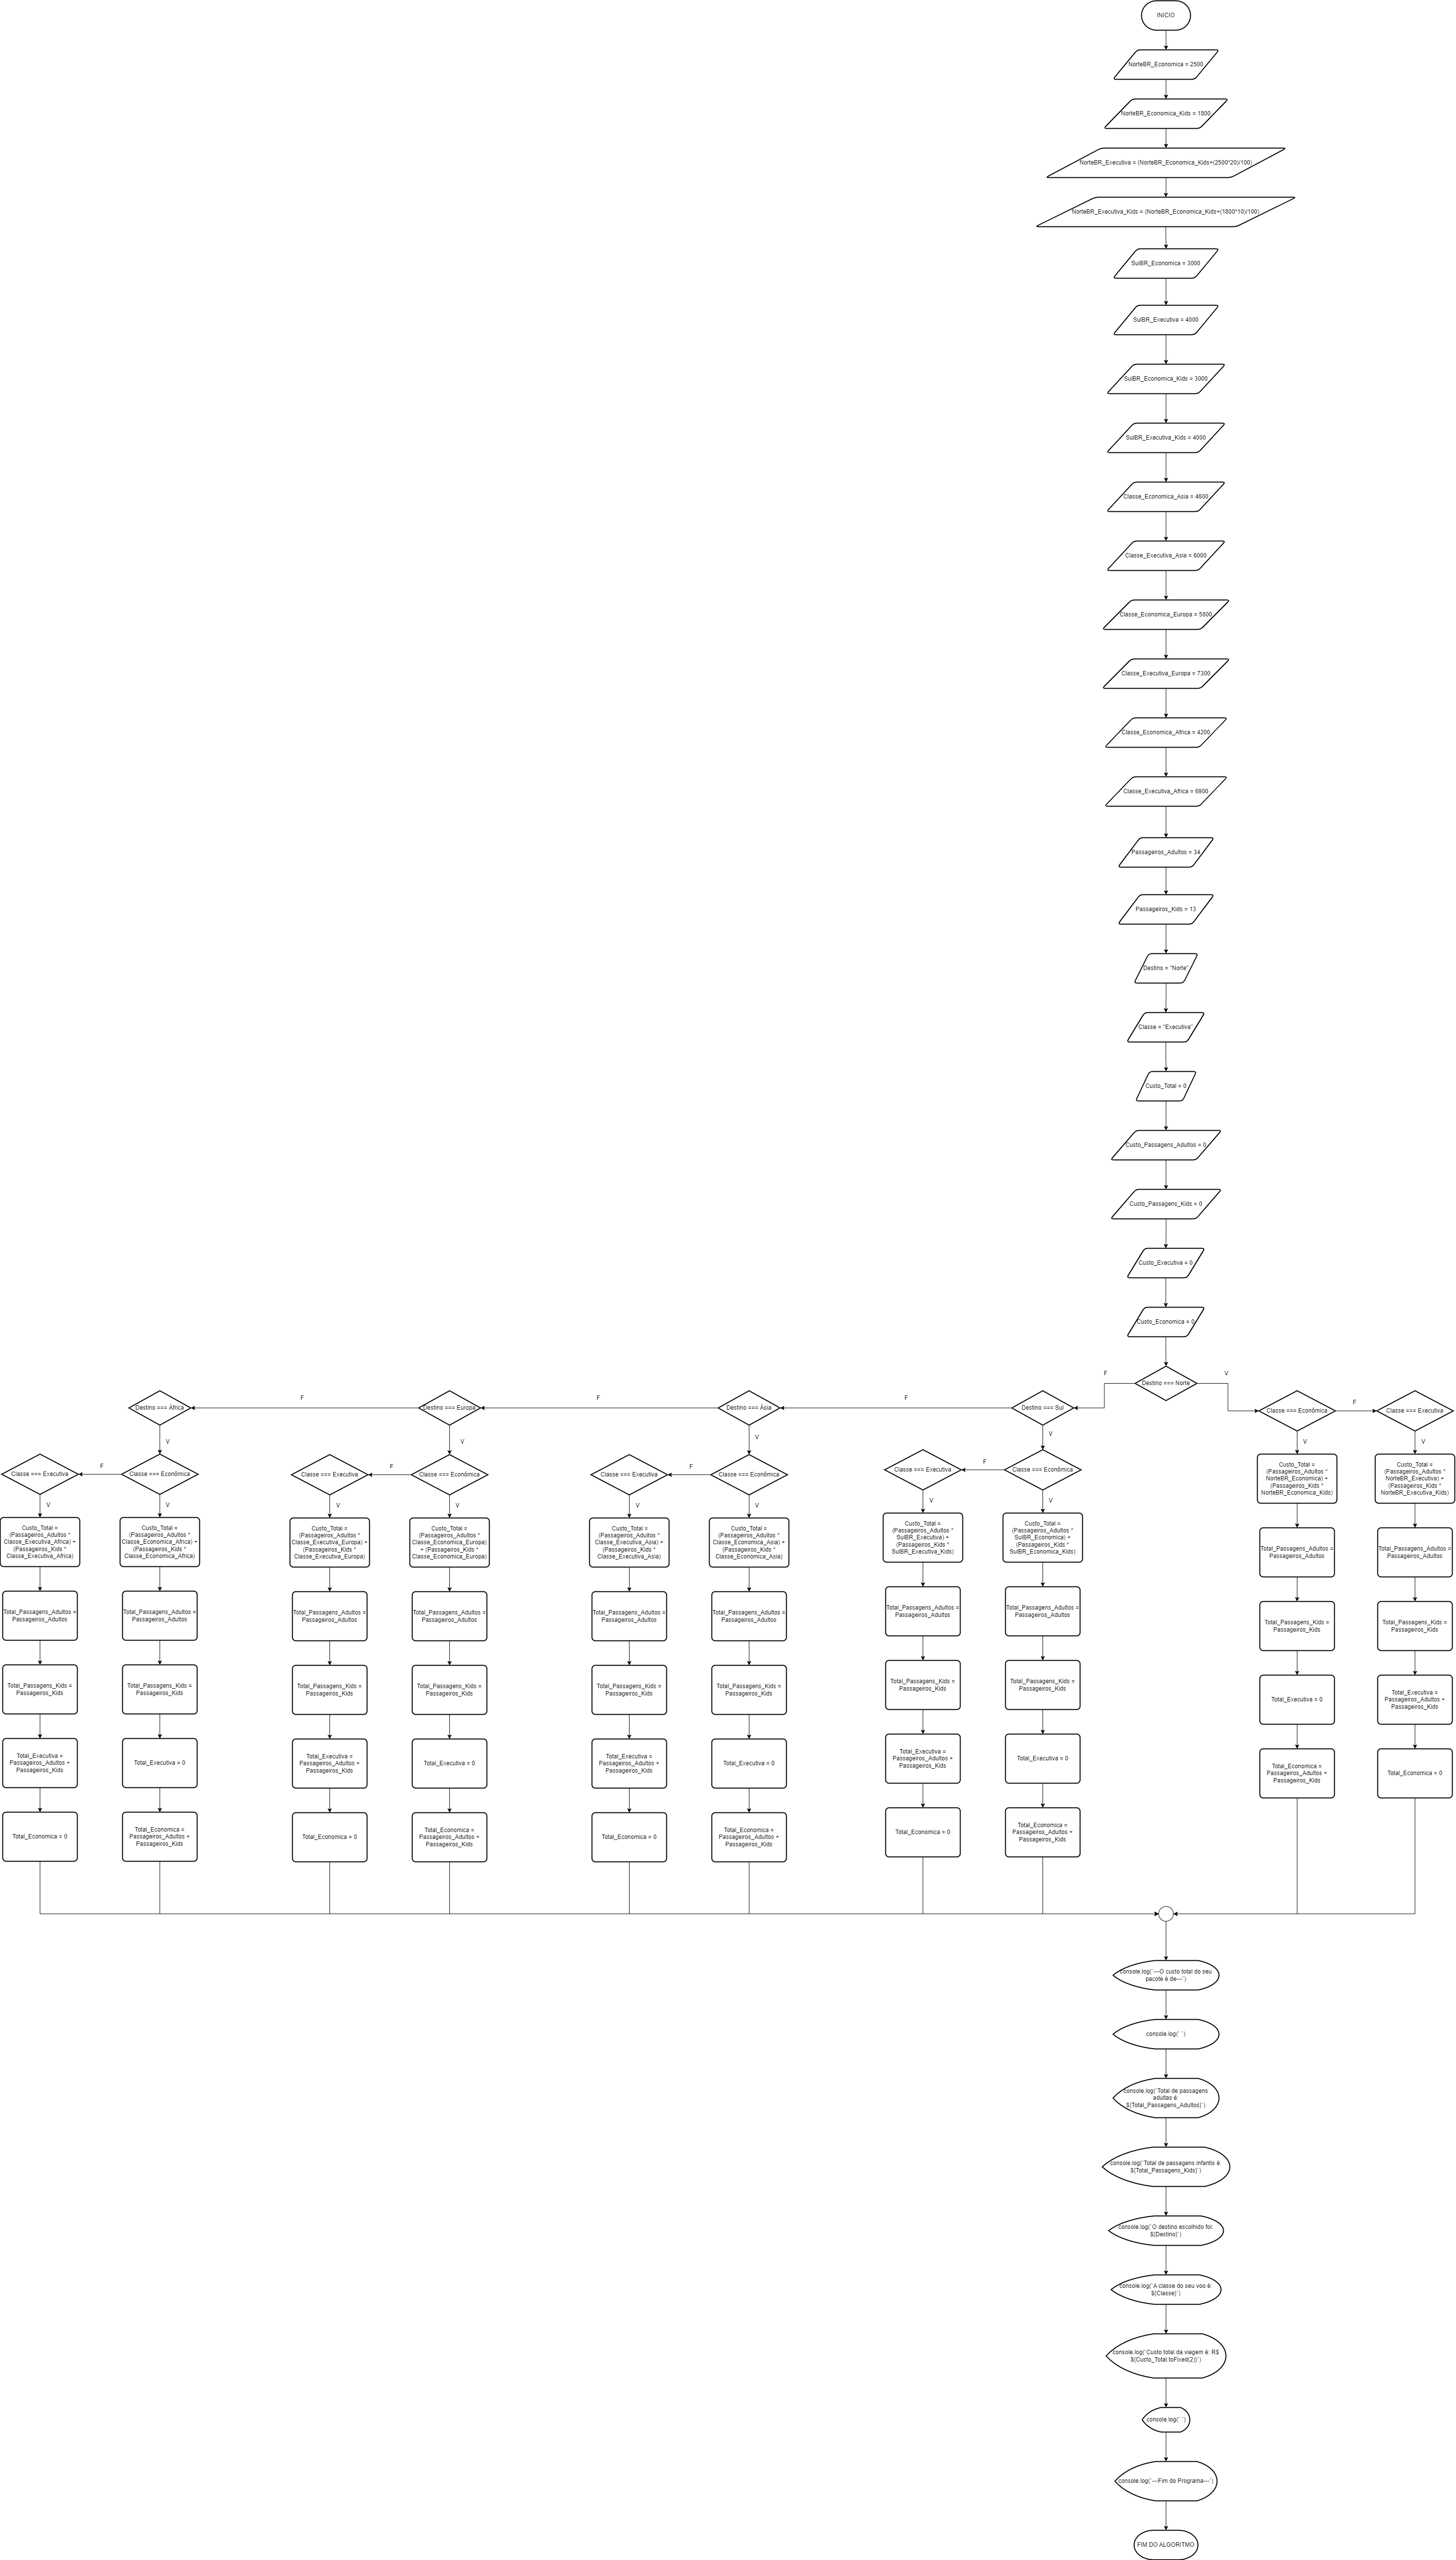 INICIO
NorteBR_Economica = 2500
NorteBR_Economica_Kids = 1800
NorteBR_Executiva = (NorteBR_Economica_Kids+(2500*20)/100)
NorteBR_Executiva_Kids = (NorteBR_Economica_Kids+(1800*10)/100)
SulBR_Economica = 3000
SulBR_Executiva = 4000
SulBR_Economica_Kids = 3000
SulBR_Executiva_Kids = 4000
Classe_Economica_Asia = 4600
Classe_Executiva_Asia = 6000
Classe_Economica_Europa = 5800
Classe_Executiva_Europa = 7300
Classe_Economica_Africa = 4200
Classe_Executiva_Africa = 6900
Passageiros_Adultos = 34
Passageiros_Kids = 13
Destino = "Norte"
Classe = "Executiva"
Custo_Total = 0
Custo_Passagens_Adultos = 0
Custo_Passagens_Kids = 0
Custo_Executiva = 0
Custo_Economica = 0
F
Destino === Norte
V
Destino === África
F
Destino === Europa
F
Destino === Ásia
F
Destino === Sul
Classe === Econômica
F
Classe === Executiva
V
V
V
V
V
V
Classe === Executiva
F
Classe === Econômica
Classe === Executiva
F
Classe === Econômica
Classe === Executiva
F
Classe === Econômica
Classe === Executiva
F
Classe === Econômica
V
V
V
V
V
V
V
V
Custo_Total =
(Passageiros_Adultos *
Classe_Executiva_Africa) +
(Passageiros_Kids *
Classe_Executiva_Africa)
Total_Passagens_Adultos =
Passageiros_Adultos
Total_Passagens_Kids =
Passageiros_Kids
Total_Executiva =
Passageiros_Adultos +
Passageiros_Kids
Total_Economica = 0
Custo_Total =
(Passageiros_Adultos *
Classe_Economica_Africa) +
(Passageiros_Kids *
Classe_Economica_Africa)
Total_Passagens_Adultos =
Passageiros_Adultos
Total_Passagens_Kids =
Passageiros_Kids
Total_Executiva = 0
Total_Economica =
Passageiros_Adultos +
Passageiros_Kids
Custo_Total =
(Passageiros_Adultos *
Classe_Executiva_Europa) +
(Passageiros_Kids *
Classe_Executiva_Europa)
Total_Passagens_Adultos =
Passageiros_Adultos
Total_Passagens_Kids =
Passageiros_Kids
Total_Executiva =
Passageiros_Adultos +
Passageiros_Kids
Total_Economica = 0
Custo_Total =
(Passageiros_Adultos *
Classe_Economica_Europa)
+ (Passageiros_Kids *
Classe_Economica_Europa)
Total_Passagens_Adultos =
Passageiros_Adultos
Total_Passagens_Kids =
Passageiros_Kids
Total_Executiva = 0
Total_Economica =
Passageiros_Adultos +
Passageiros_Kids
Custo_Total =
(Passageiros_Adultos *
Classe_Executiva_Asia) +
(Passageiros_Kids *
Classe_Executiva_Asia)
Total_Passagens_Adultos =
Passageiros_Adultos
Total_Passagens_Kids =
Passageiros_Kids
Total_Executiva =
Passageiros_Adultos +
Passageiros_Kids
Total_Economica = 0
Custo_Total =
(Passageiros_Adultos *
Classe_Economica_Asia) +
(Passageiros_Kids *
Classe_Economica_Asia)
Total_Passagens_Adultos =
Passageiros_Adultos
Total_Passagens_Kids =
Passageiros_Kids
Total_Executiva = 0
Total_Economica =
Passageiros_Adultos +
Passageiros_Kids
Custo_Total =
(Passageiros_Adultos *
SulBR_Executiva) +
(Passageiros_Kids *
SulBR_Executiva_Kids)
Total_Passagens_Adultos =
Passageiros_Adultos
Total_Passagens_Kids =
Passageiros_Kids
Total_Executiva =
Passageiros_Adultos +
Passageiros_Kids
Total_Economica = 0
Custo_Total =
(Passageiros_Adultos *
SulBR_Economica) +
(Passageiros_Kids *
SulBR_Economica_Kids)
Total_Passagens_Adultos =
Passageiros_Adultos
Total_Passagens_Kids =
Passageiros_Kids
Total_Executiva = 0
Total_Economica =
Passageiros_Adultos +
Passageiros_Kids
Custo_Total =
(Passageiros_Adultos *
NorteBR_Economica) +
(Passageiros_Kids *
NorteBR_Economica_Kids)
Total_Passagens_Adultos =
Passageiros_Adultos
Total_Passagens_Kids =
Passageiros_Kids
Total_Executiva = 0
Total_Economica =
Passageiros_Adultos +
Passageiros_Kids
Custo_Total =
(Passageiros_Adultos *
NorteBR_Executiva) +
(Passageiros_Kids *
NorteBR_Executiva_Kids)
Total_Passagens_Adultos =
Passageiros_Adultos
Total_Passagens_Kids =
Passageiros_Kids
Total_Executiva =
Passageiros_Adultos +
Passageiros_Kids
Total_Economica = 0
console.log(`---O custo total do seu
pacote é de---`)
console.log(` `)
console.log(`Total de passagens
adultas é:
${Total_Passagens_Adultos}`)
console.log(`Total de passagens infantis é:
${Total_Passagens_Kids}`)
console.log(`O destino escolhido foi:
${Destino}`)
console.log(`A classe do seu voo é:
${Classe}`)
console.log(`Custo total da viagem é: R$
${Custo_Total.toFixed(2)}`)
console.log(` `)
console.log(`---Fim do Programa---`)
FIM DO ALGORITMO